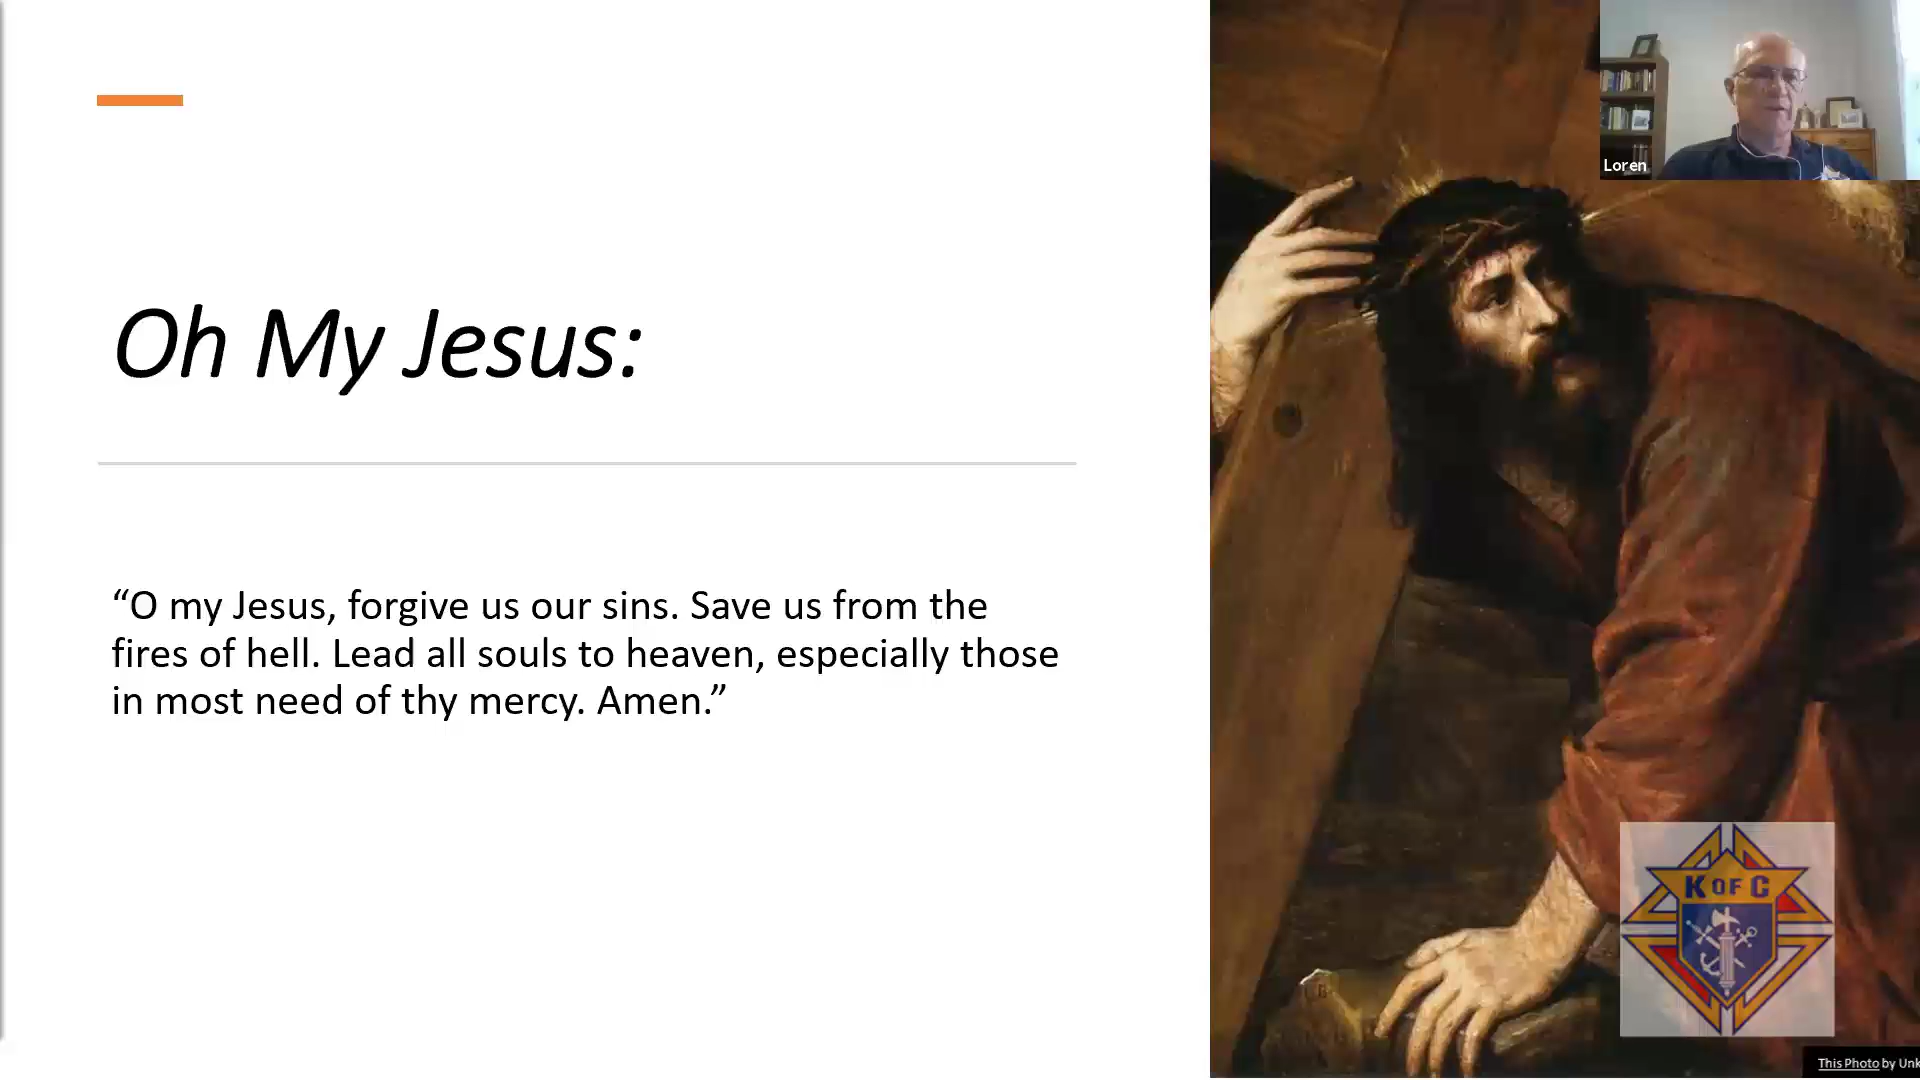 Loren
Oh My Jesus:
“O my Jesus, forgive us our sins. Save us from the
fires of hell. Lead all souls to heaven, especially those
in most need of thy mercy. Amen.”
K OF C
This Photo by Unk